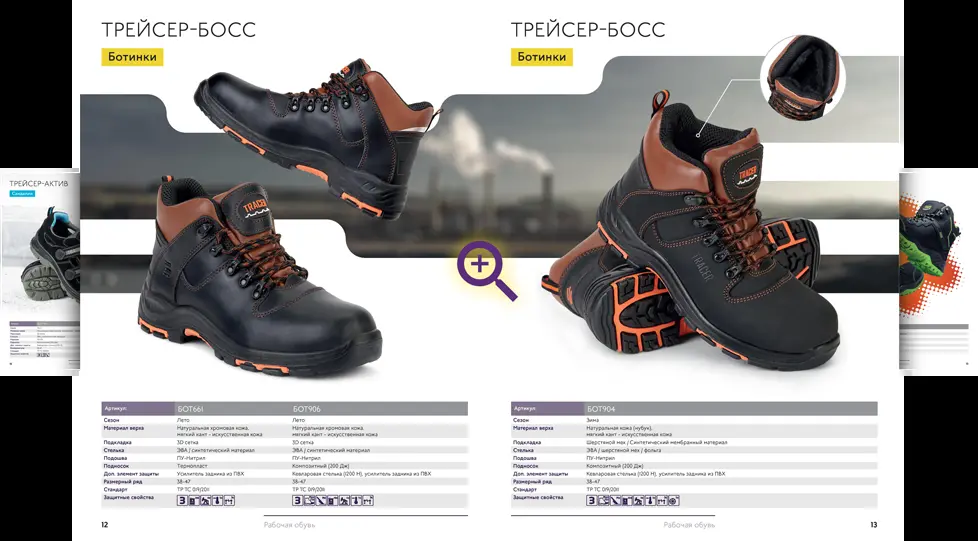 ТРЕЙСЕР-БОСС
Ботинки
TRACER
TRACER
Артикул: БОТ661 БОТ906
Сезон Лето Лето
Материал верха Натуральная хромовая кожа, Натуральная хромовая кожа,
мягкий кант - искусственная кожа мягкий кант - искусственная кожа
Подкладка 3D сетка 3D сетка
Стелька ЭВА / синтетический материал ЭВА / синтетический материал
Подошва ПУ-Нитрил ПУ-Нитрил
Подносок Термопласт Композитный (200 Дж)
Доп. элемент защиты Усилитель задника из ПВХ Кевларовая стелька (1200 Н), усилитель задника из ПВХ
Размерный ряд 38-47 38-47
Стандарт ТР ТС 019/2011 ТР ТС 019/2011
Защитные свойства
12 Рабочая обувь
ТРЕЙСЕР-БОСС
Ботинки
TRACER
TRACER
Артикул: БОТ904
Сезон Зима
Материал верха Натуральная кожа (нубук),
мягкий кант - искусственная кожа
Подкладка Шерстяной мех / Синтетический мембранный материал
Стелька ЭВА / шерстяной мех / фольга
Подошва ПУ-Нитрил
Подносок Композитный (200 Дж)
Доп. элемент защиты Кевларовая стелька (1200 Н), усилитель задника из ПВХ
Размерный ряд 38-47
Стандарт ТР ТС 019/2011
Защитные свойства
Рабочая обувь 13
ТРЕЙСЕР-АКТИВ